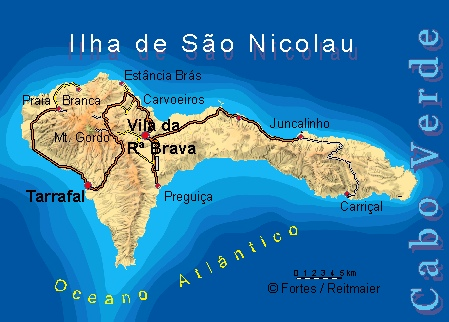 Ilha de São Nicolau
Estância Brás
Praia Branca
Carvoeiros
Vila da
Rª Brava
Mt. Gordo
Juncalinho
Tarrafal
Preguiça
Carriçal
Oceano Atlântico
0 1 2 3 4 5 km
© Fortes / Reitmaier
Cabo Verde